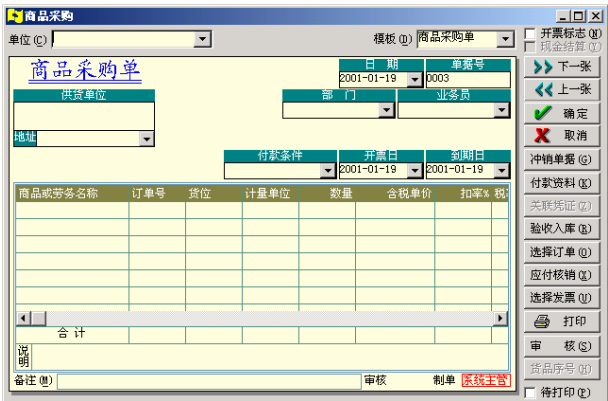 商品采购
单位(C)
模板(D) 商品采购单
开票标志(N)
现金结算(Y)
商品采购单
日 期
单据号
2001-01-19
0003
供货单位
部 门
业务员
地址
付款条件
开票日
到期日
2001-01-19
2001-01-19
商品或劳务名称 订单号 货位 计量单位 数量 含税单价 扣率% 税
合 计
说明
备注(M)
审核
制单 系统主管
下一张
上一张
确定
取消
冲销单据(G)
付款资料(K)
关联凭证(Z)
验收入库(R)
选择订单(O)
应付核销(X)
选择发票(U)
打印
审 核(S)
货品序号(H)
待打印(P)